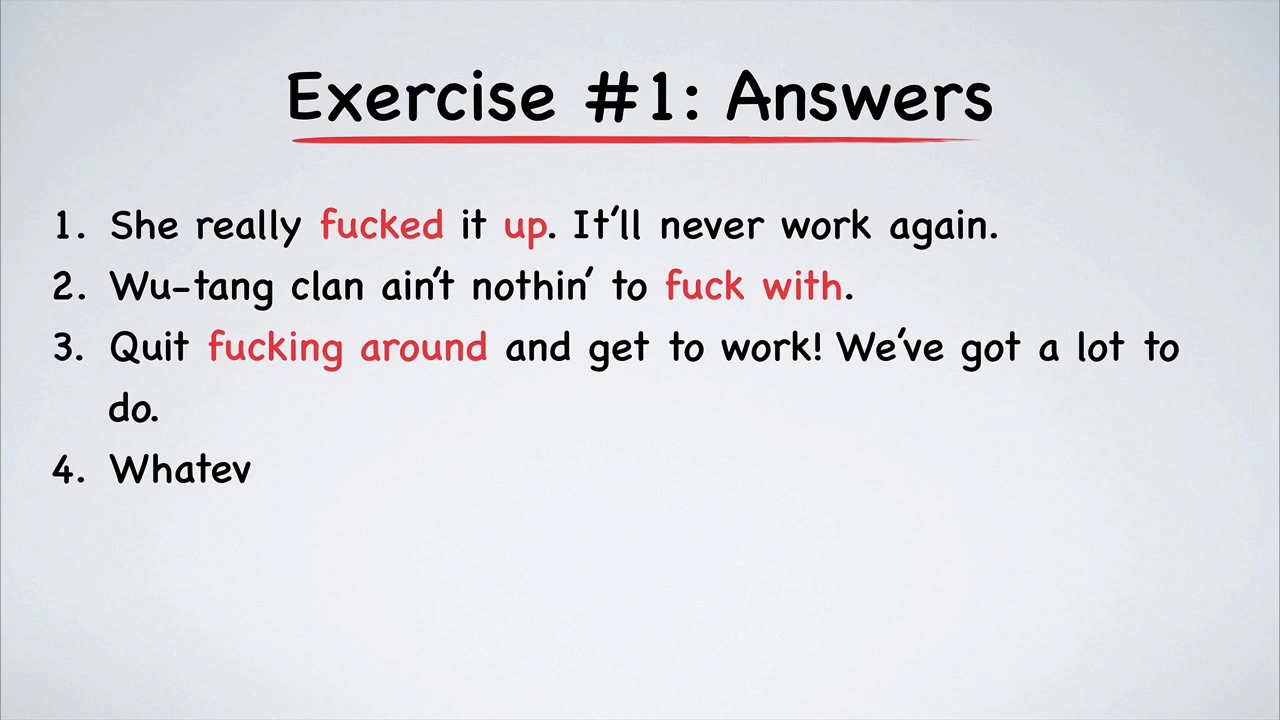 Exercise #1: Answers
1. She really fucked it up. It'll never work again.
2. Wu-tang clan ain't nothin' to fuck with.
3. Quit fucking around and get to work! We've got a lot to
do.
4. Whatev